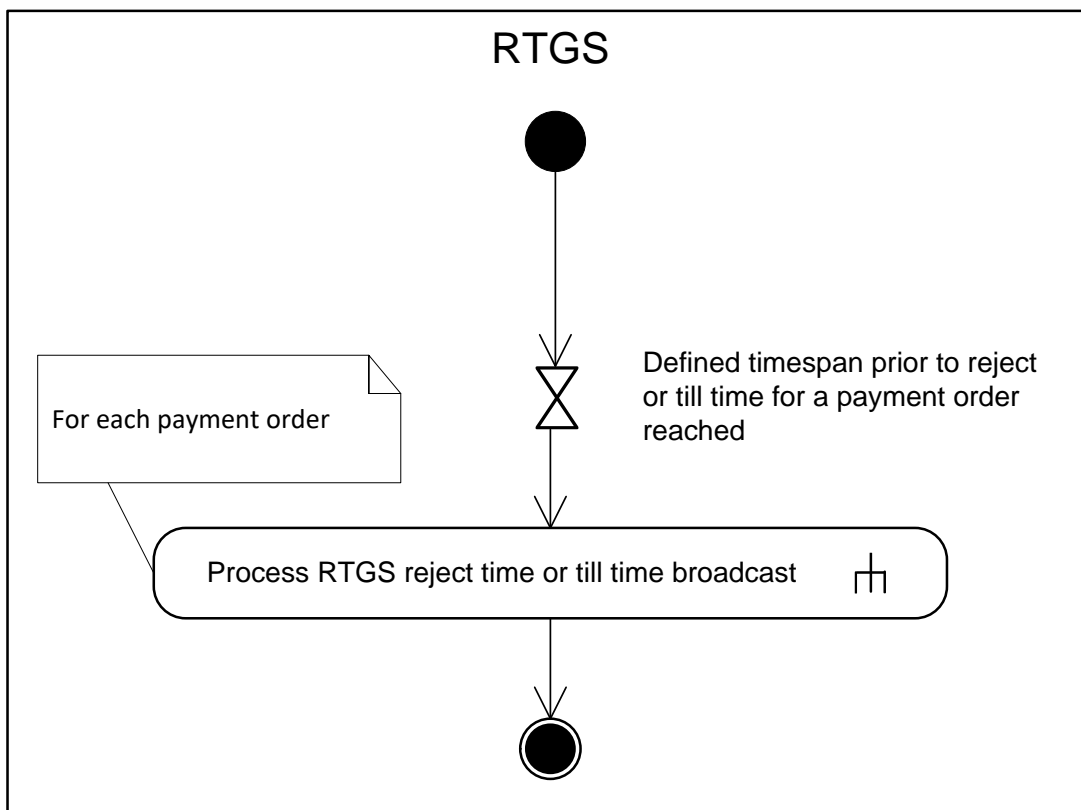 RTGS
Defined timespan prior to reject
or till time for a payment order
reached
For each payment order
Process RTGS reject time or till time broadcast